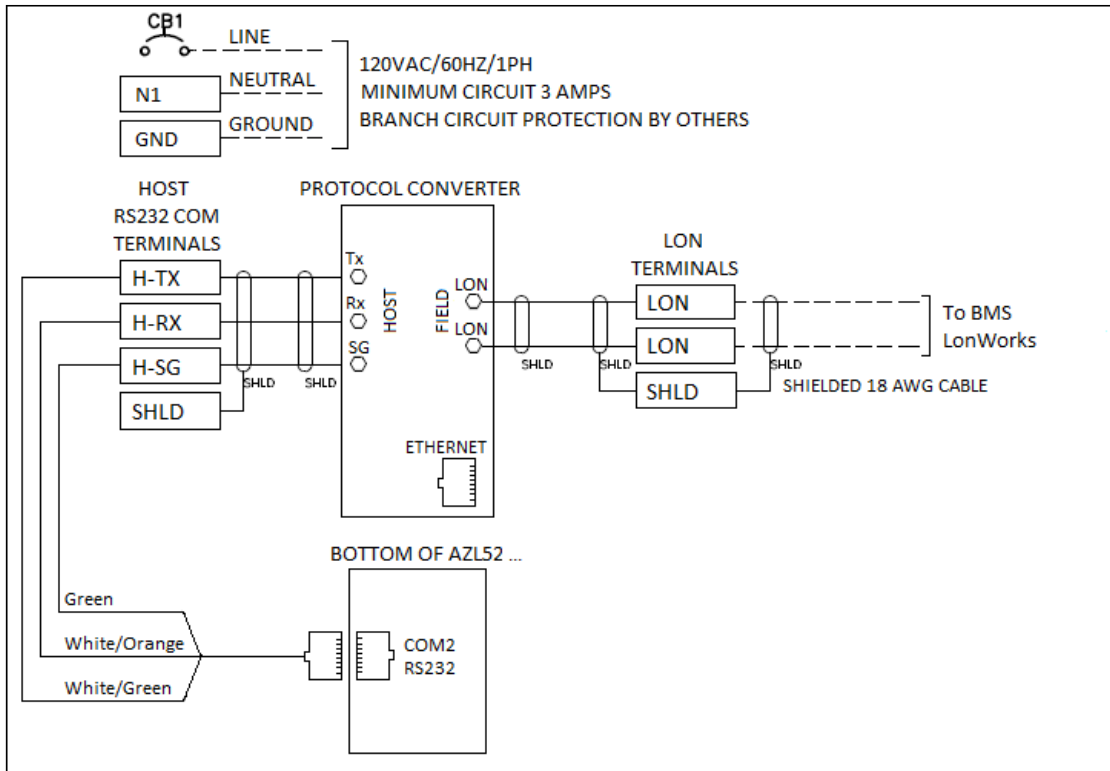 CB1
LINE
N1
NEUTRAL
GND
GROUND
120VAC/60HZ/1PH
MINIMUM CIRCUIT 3 AMPS
BRANCH CIRCUIT PROTECTION BY OTHERS
HOST
RS232 COM
TERMINALS
H-TX
H-RX
H-SG
SHLD
SHLD
SHLD
PROTOCOL CONVERTER
Tx
Rx
SG
HOST
FIELD
LON
LON
ETHERNET
SHLD
SHLD
LON
TERMINALS
LON
LON
SHLD
SHLD
SHIELDED 18 AWG CABLE
To BMS
LonWorks
BOTTOM OF AZL52 ...
COM2
RS232
Green
White/Orange
White/Green